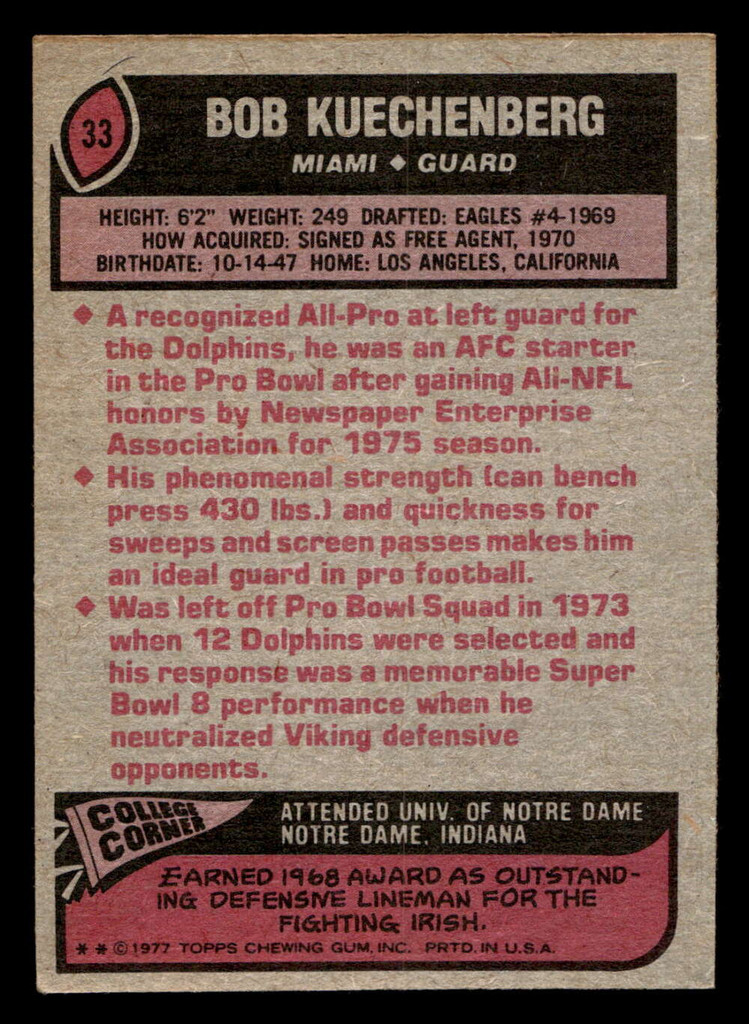 33
BOB KUECHENBERG
MIAMI ◆ GUARD
HEIGHT: 6'2" WEIGHT: 249 DRAFTED: EAGLES #4-1969
HOW ACQUIRED: SIGNED AS FREE AGENT, 1970
BIRTHDATE: 10-14-47 HOME: LOS ANGELES, CALIFORNIA
◆ A recognized All-Pro at left guard for
the Dolphins, he was an AFC starter
in the Pro Bowl after gaining All-NFL
honors by Newspaper Enterprise
Association for 1975 season.
◆ His phenomenal strength (can bench
press 430 lbs.) and quickness for
sweeps and screen passes makes him
an ideal guard in pro football.
◆ Was left off Pro Bowl Squad in 1973
when 12 Dolphins were selected and
his response was a memorable Super
Bowl 8 performance when he
neutralized Viking defensive
opponents.
COLLEGE
CORNER
ATTENDED UNIV. OF NOTRE DAME
NOTRE DAME, INDIANA
EARNED 1968 AWARD AS OUTSTAND-
ING DEFENSIVE LINEMAN FOR THE
FIGHTING IRISH.
* * © 1977 TOPPS CHEWING GUM, INC. PRTD. IN U.S.A.